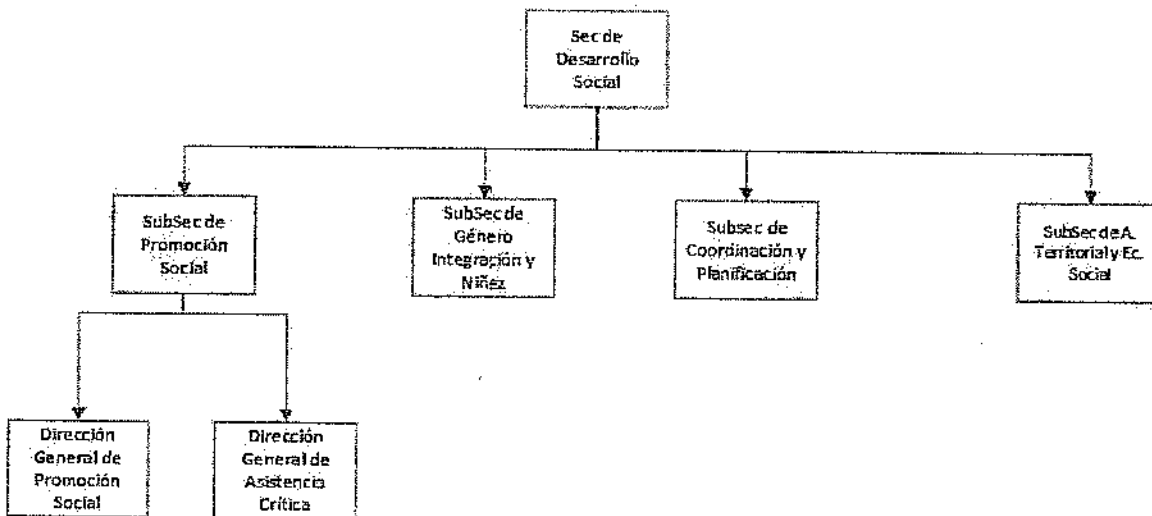 Sec de
Desarrollo
Social
SubSec de
Promoción
Social
SubSec de
Género
Integración y
Niñez
Subsec de
Coordinación y
Planificación
SubSec de A.
Territorial y Ec.
Social
Dirección
General de
Promoción
Social
Dirección
General de
Asistencia
Crítica